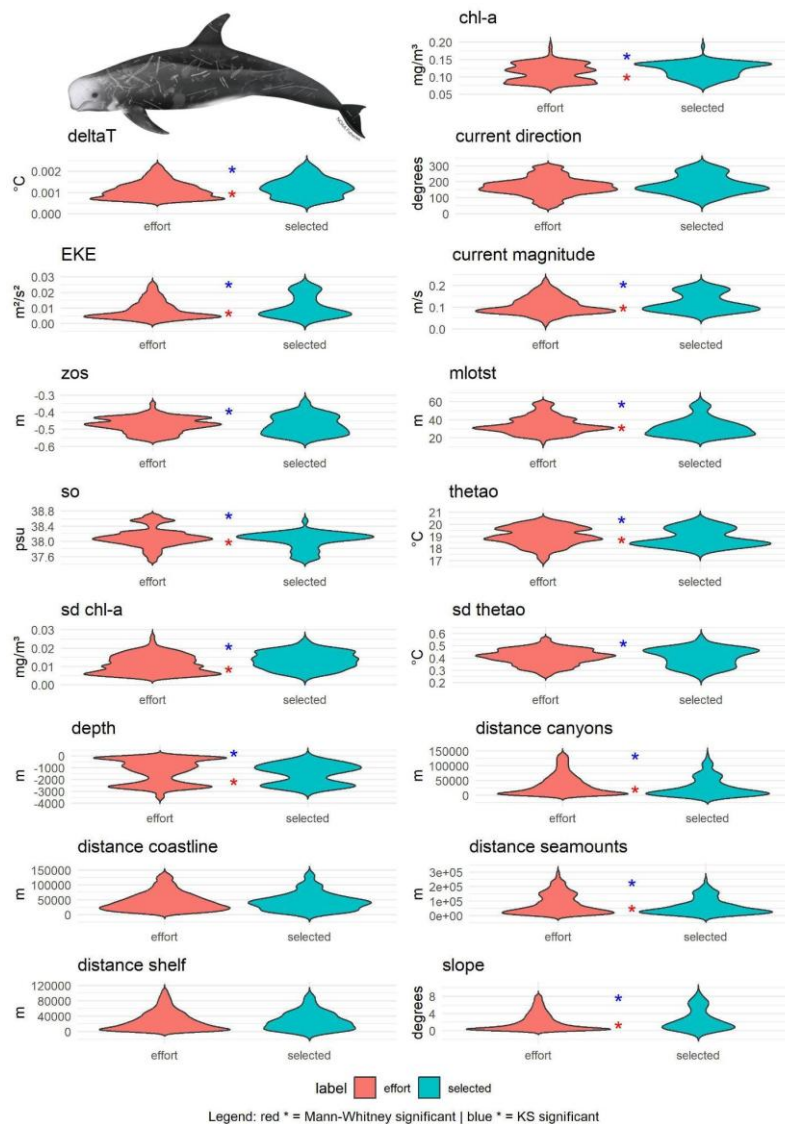 chl-a
mg/m³
0.20
0.15
0.10
0.05
effort selected
deltaT
°C
0.002
0.001
0.000
effort selected
current direction
degrees
300
200
100
0
effort selected
EKE
m²/s²
0.03
0.02
0.01
0.00
effort selected
current magnitude
m/s
0.2
0.1
0.0
effort selected
zos
m
-0.3
-0.4
-0.5
-0.6
effort selected
mlotst
m
60
40
20
effort selected
so
psu
38.8
38.4
38.0
37.6
effort selected
thetao
°C
21
20
19
18
17
effort selected
sd chl-a
mg/m³
0.03
0.02
0.01
0.00
effort selected
sd thetao
°C
0.6
0.5
0.4
0.3
0.2
effort selected
depth
m
0
-1000
-2000
-3000
-4000
effort selected
distance canyons
m
150000
100000
50000
0
effort selected
distance coastline
m
150000
100000
50000
0
effort selected
distance seamounts
m
3e+05
2e+05
1e+05
0e+00
effort selected
distance shelf
m
120000
80000
40000
0
effort selected
slope
degrees
8
4
0
effort selected
label effort selected
Legend: red * = Mann-Whitney significant | blue * = KS significant